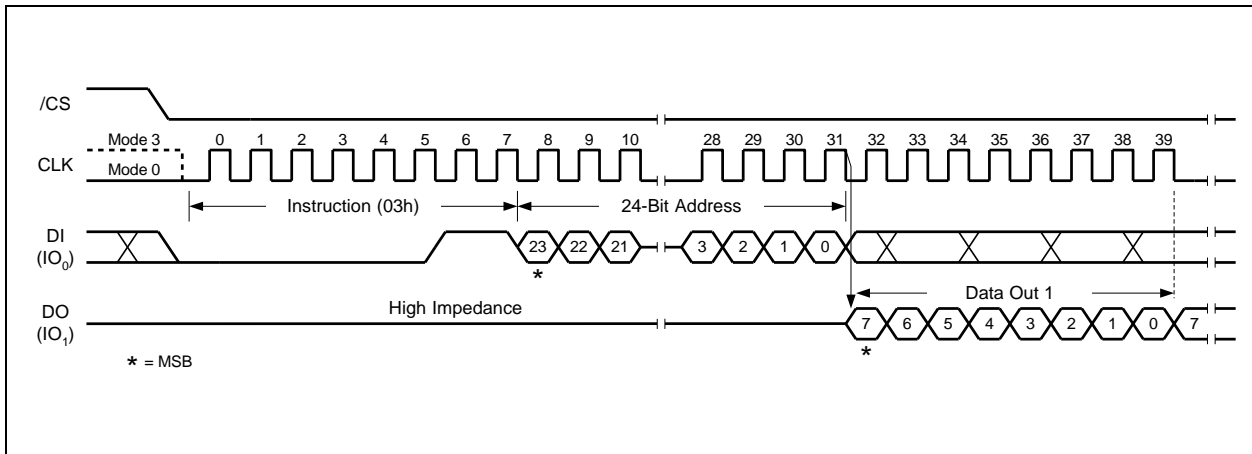 /CS
Mode 3
0 1 2 3 4 5 6 7 8 9 10 28 29 30 31 32 33 34 35 36 37 38 39
CLK
Mode 0
Instruction (03h)
24-Bit Address
DI
(IO₀)
23 22 21 3 2 1 0
*
High Impedance
Data Out 1
DO
(IO₁)
7 6 5 4 3 2 1 0 7
*
* = MSB